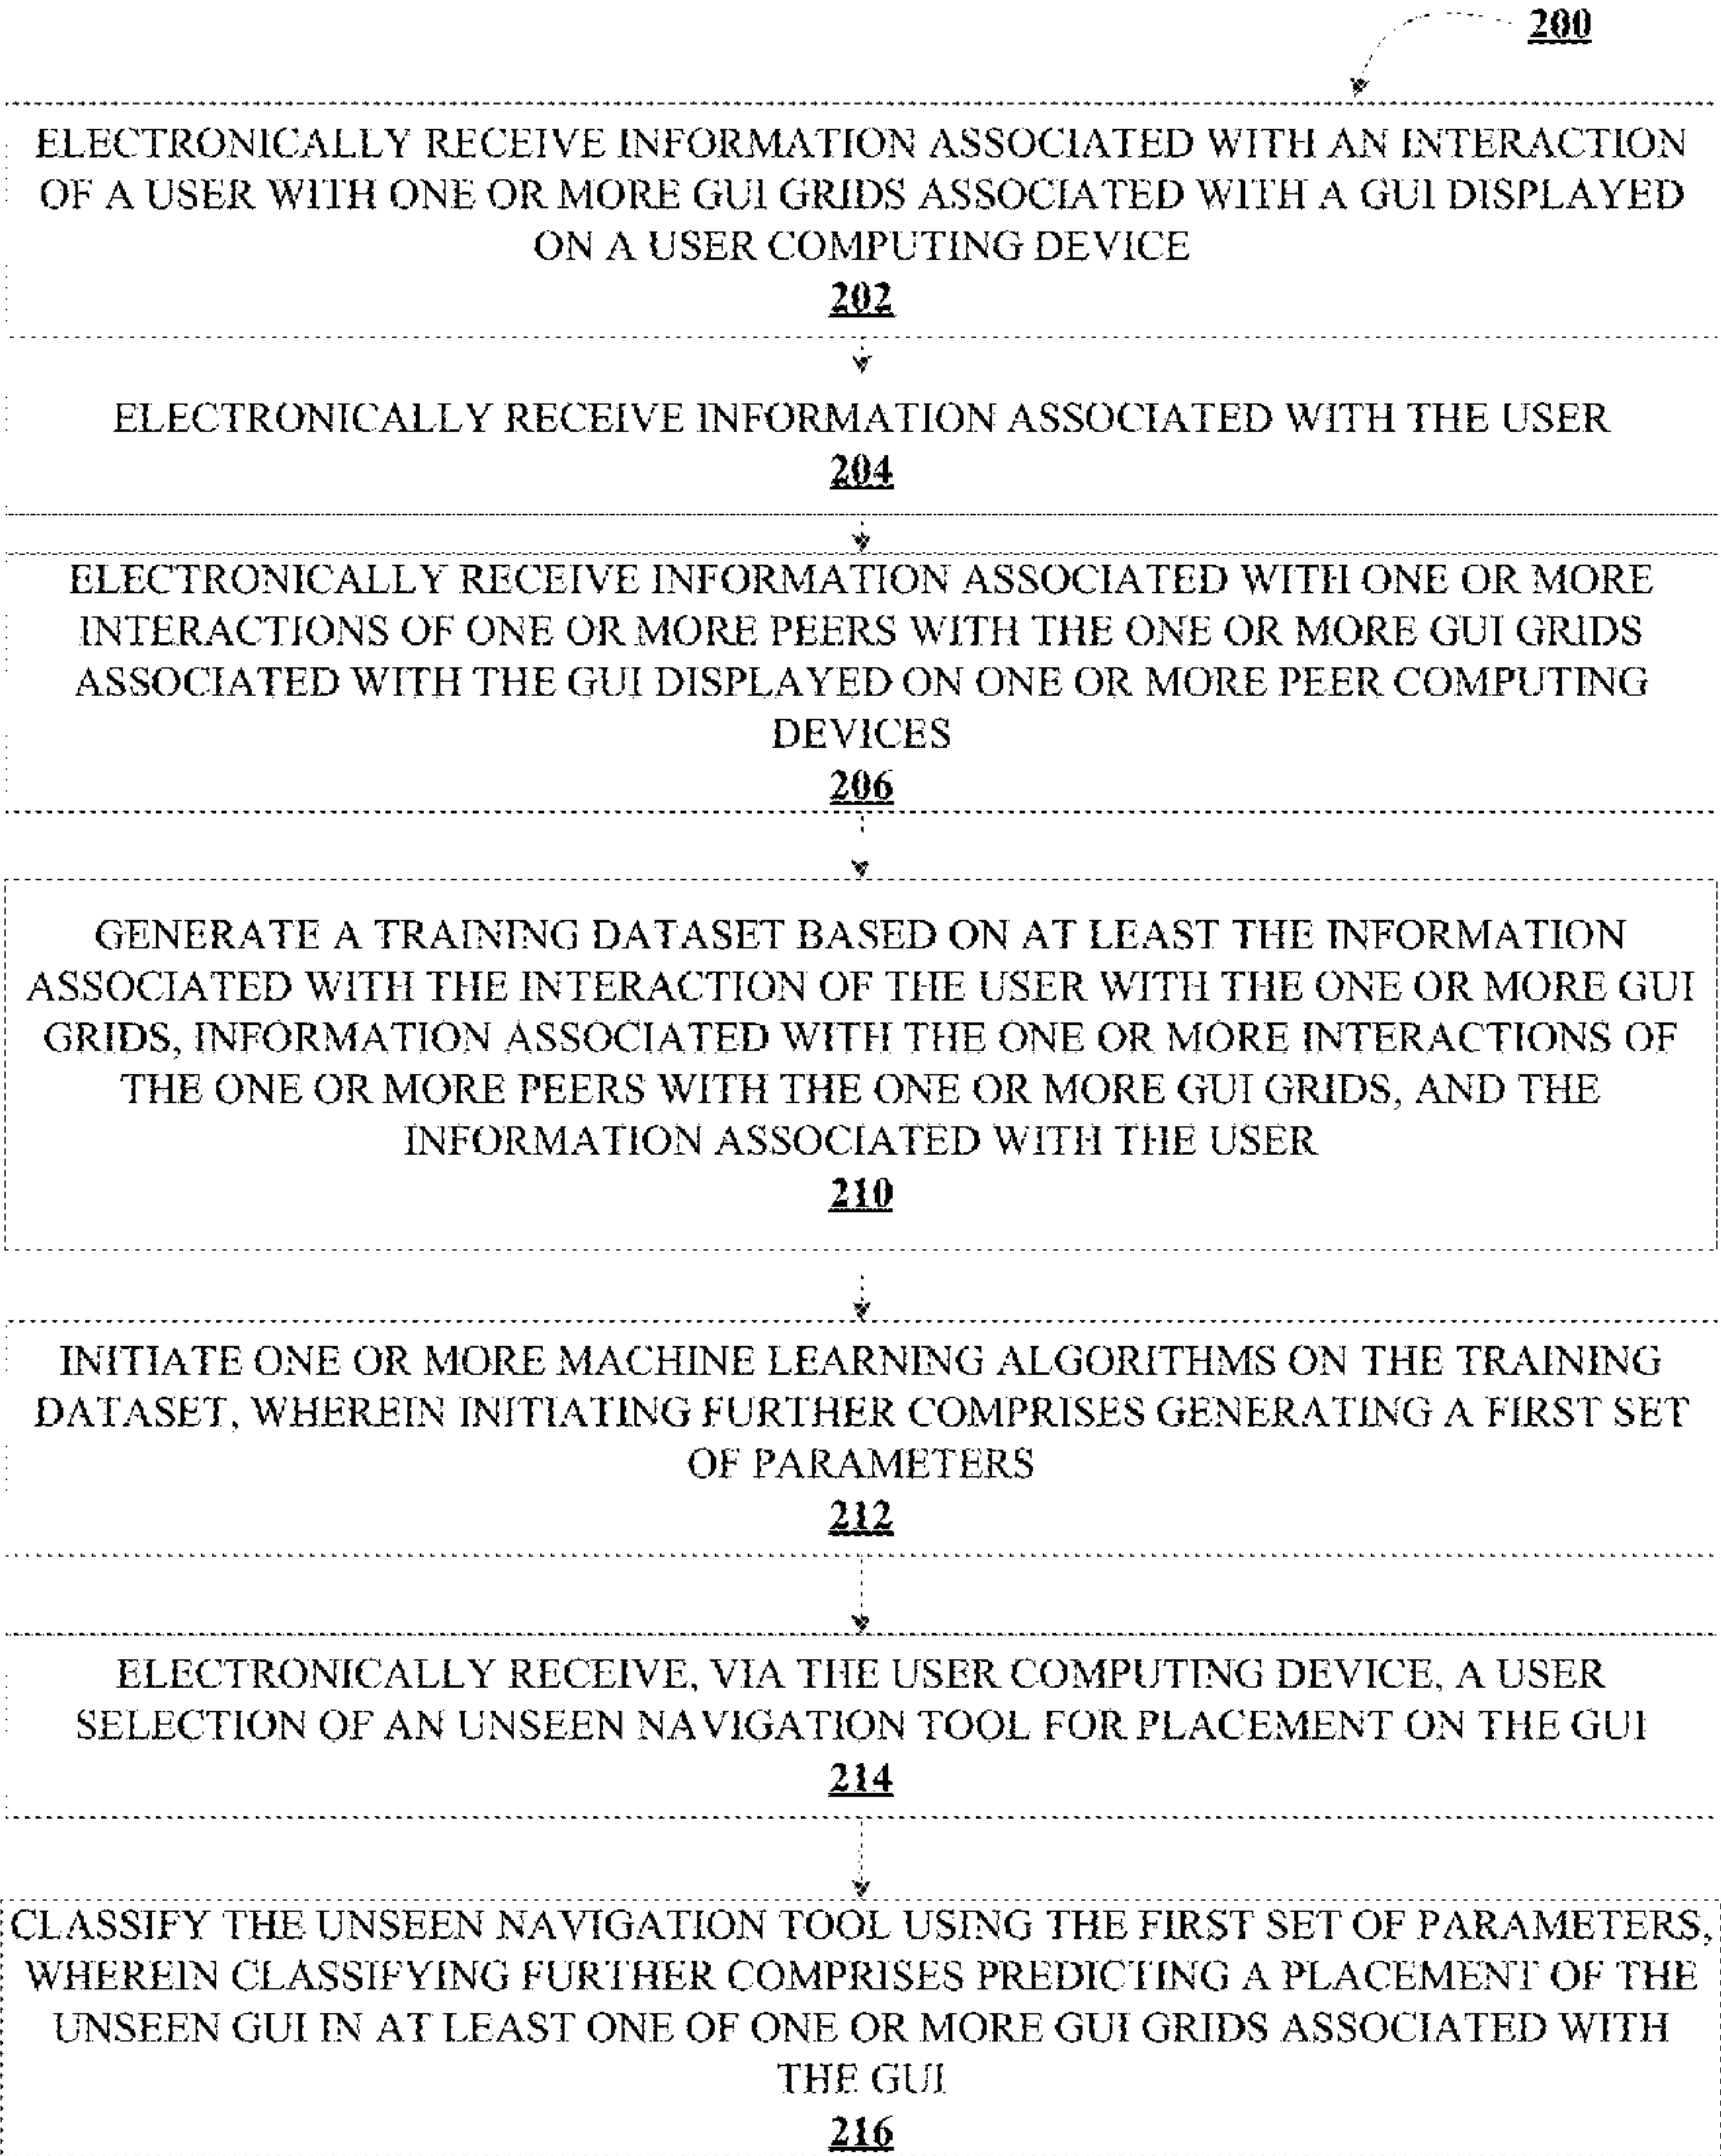 200
ELECTRONICALLY RECEIVE INFORMATION ASSOCIATED WITH AN INTERACTION
OF A USER WITH ONE OR MORE GUI GRIDS ASSOCIATED WITH A GUI DISPLAYED
ON A USER COMPUTING DEVICE
202
ELECTRONICALLY RECEIVE INFORMATION ASSOCIATED WITH THE USER
204
ELECTRONICALLY RECEIVE INFORMATION ASSOCIATED WITH ONE OR MORE
INTERACTIONS OF ONE OR MORE PEERS WITH THE ONE OR MORE GUI GRIDS
ASSOCIATED WITH THE GUI DISPLAYED ON ONE OR MORE PEER COMPUTING
DEVICES
206
GENERATE A TRAINING DATASET BASED ON AT LEAST THE INFORMATION
ASSOCIATED WITH THE INTERACTION OF THE USER WITH THE ONE OR MORE GUI
GRIDS, INFORMATION ASSOCIATED WITH THE ONE OR MORE INTERACTIONS OF
THE ONE OR MORE PEERS WITH THE ONE OR MORE GUI GRIDS, AND THE
INFORMATION ASSOCIATED WITH THE USER
210
INITIATE ONE OR MORE MACHINE LEARNING ALGORITHMS ON THE TRAINING
DATASET, WHEREIN INITIATING FURTHER COMPRISES GENERATING A FIRST SET
OF PARAMETERS
212
ELECTRONICALLY RECEIVE, VIA THE USER COMPUTING DEVICE, A USER
SELECTION OF AN UNSEEN NAVIGATION TOOL FOR PLACEMENT ON THE GUI
214
CLASSIFY THE UNSEEN NAVIGATION TOOL USING THE FIRST SET OF PARAMETERS,
WHEREIN CLASSIFYING FURTHER COMPRISES PREDICTING A PLACEMENT OF THE
UNSEEN GUI IN AT LEAST ONE OF ONE OR MORE GUI GRIDS ASSOCIATED WITH
THE GUI
216